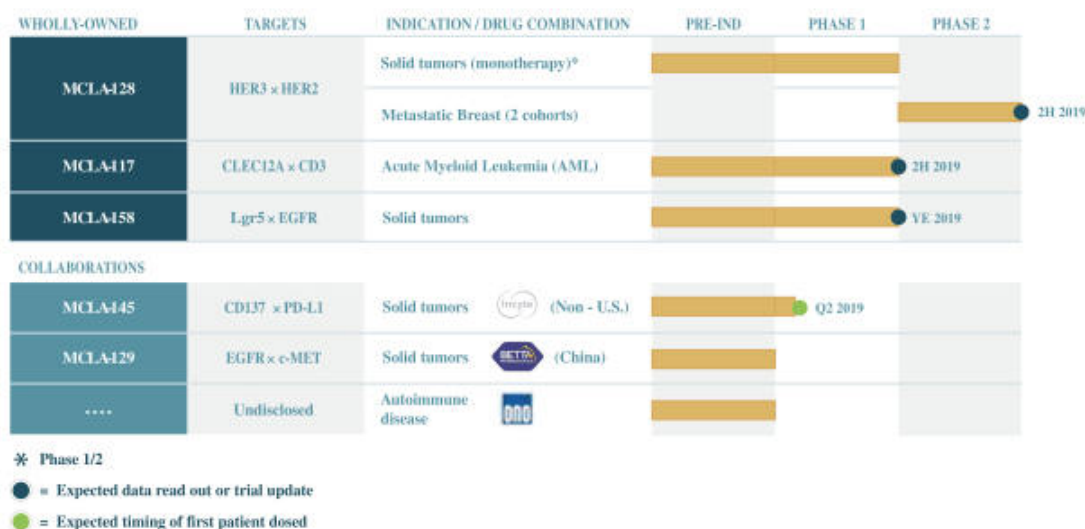 WHOLLY-OWNED TARGETS INDICATION / DRUG COMBINATION PRE-IND PHASE 1 PHASE 2
MCLA-128 HER3 x HER2 Solid tumors (monotherapy)*
Metastatic Breast (2 cohorts) 2H 2019
MCLA-117 CLEC12A x CD3 Acute Myeloid Leukemia (AML) 2H 2019
MCLA-158 Lgr5 x EGFR Solid tumors YE 2019
COLLABORATIONS
MCLA-145 CD137 x PD-L1 Solid tumors Incyte (Non - U.S.) Q2 2019
MCLA-129 EGFR x c-MET Solid tumors BETTA (China)
.... Undisclosed Autoimmune disease ono
* Phase 1/2
= Expected data read out or trial update
= Expected timing of first patient dosed